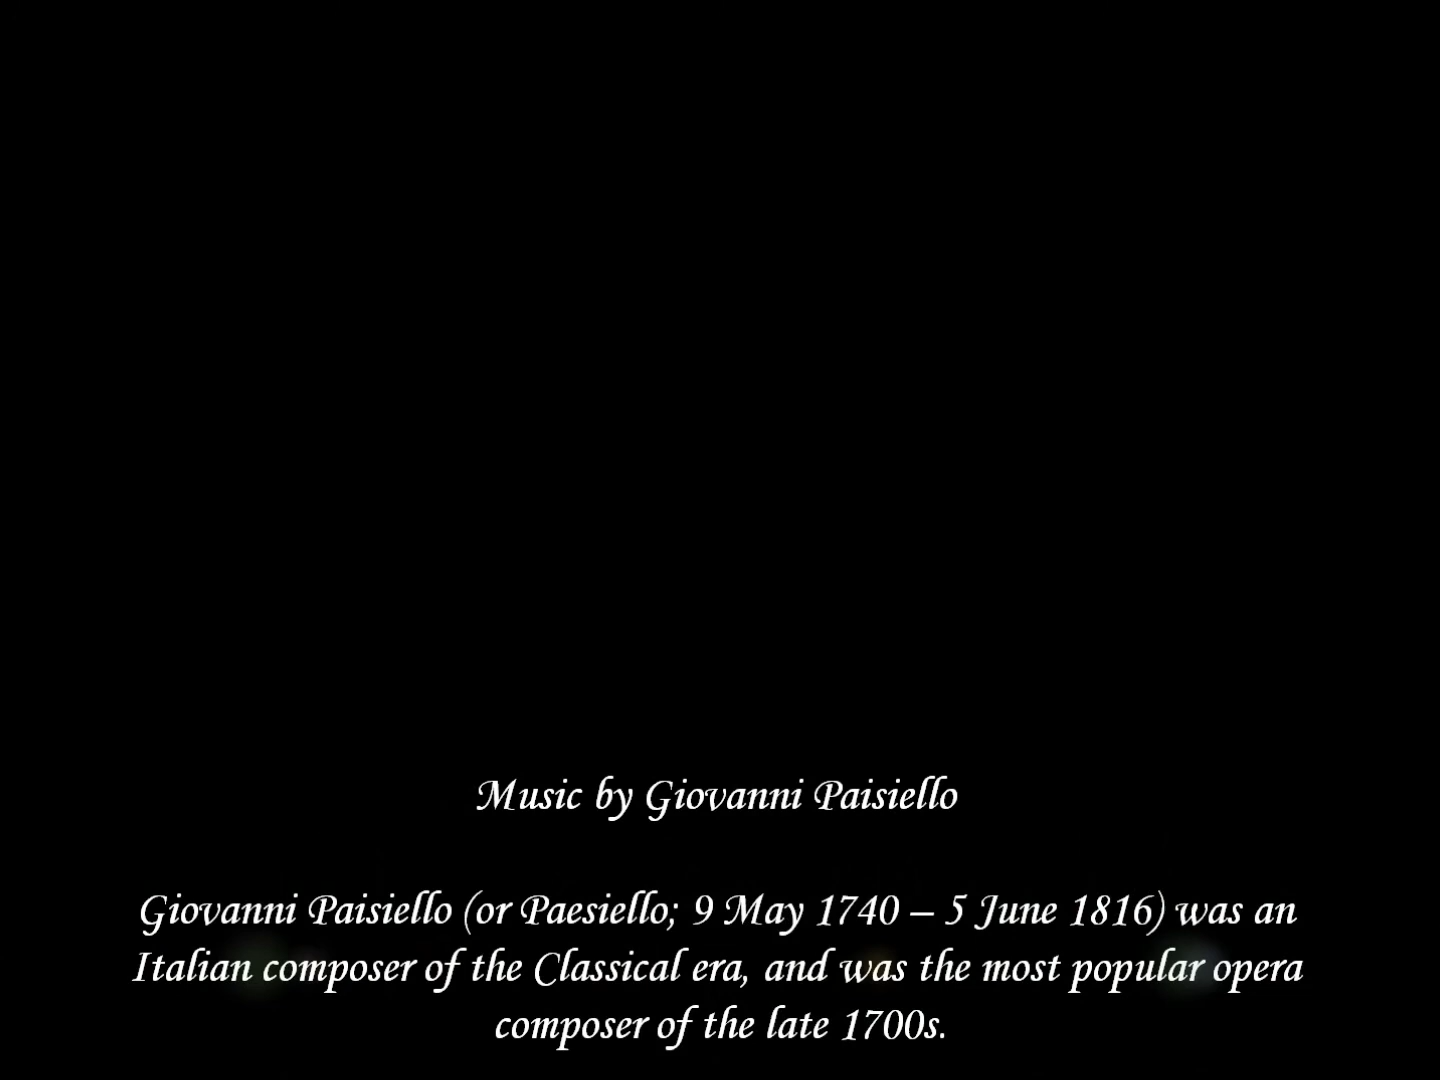 Music by Giovanni Paisiello
Giovanni Paisiello (or Paesiello; 9 May 1740 – 5 June 1816) was an
Italian composer of the Classical era, and was the most popular opera
composer of the late 1700s.